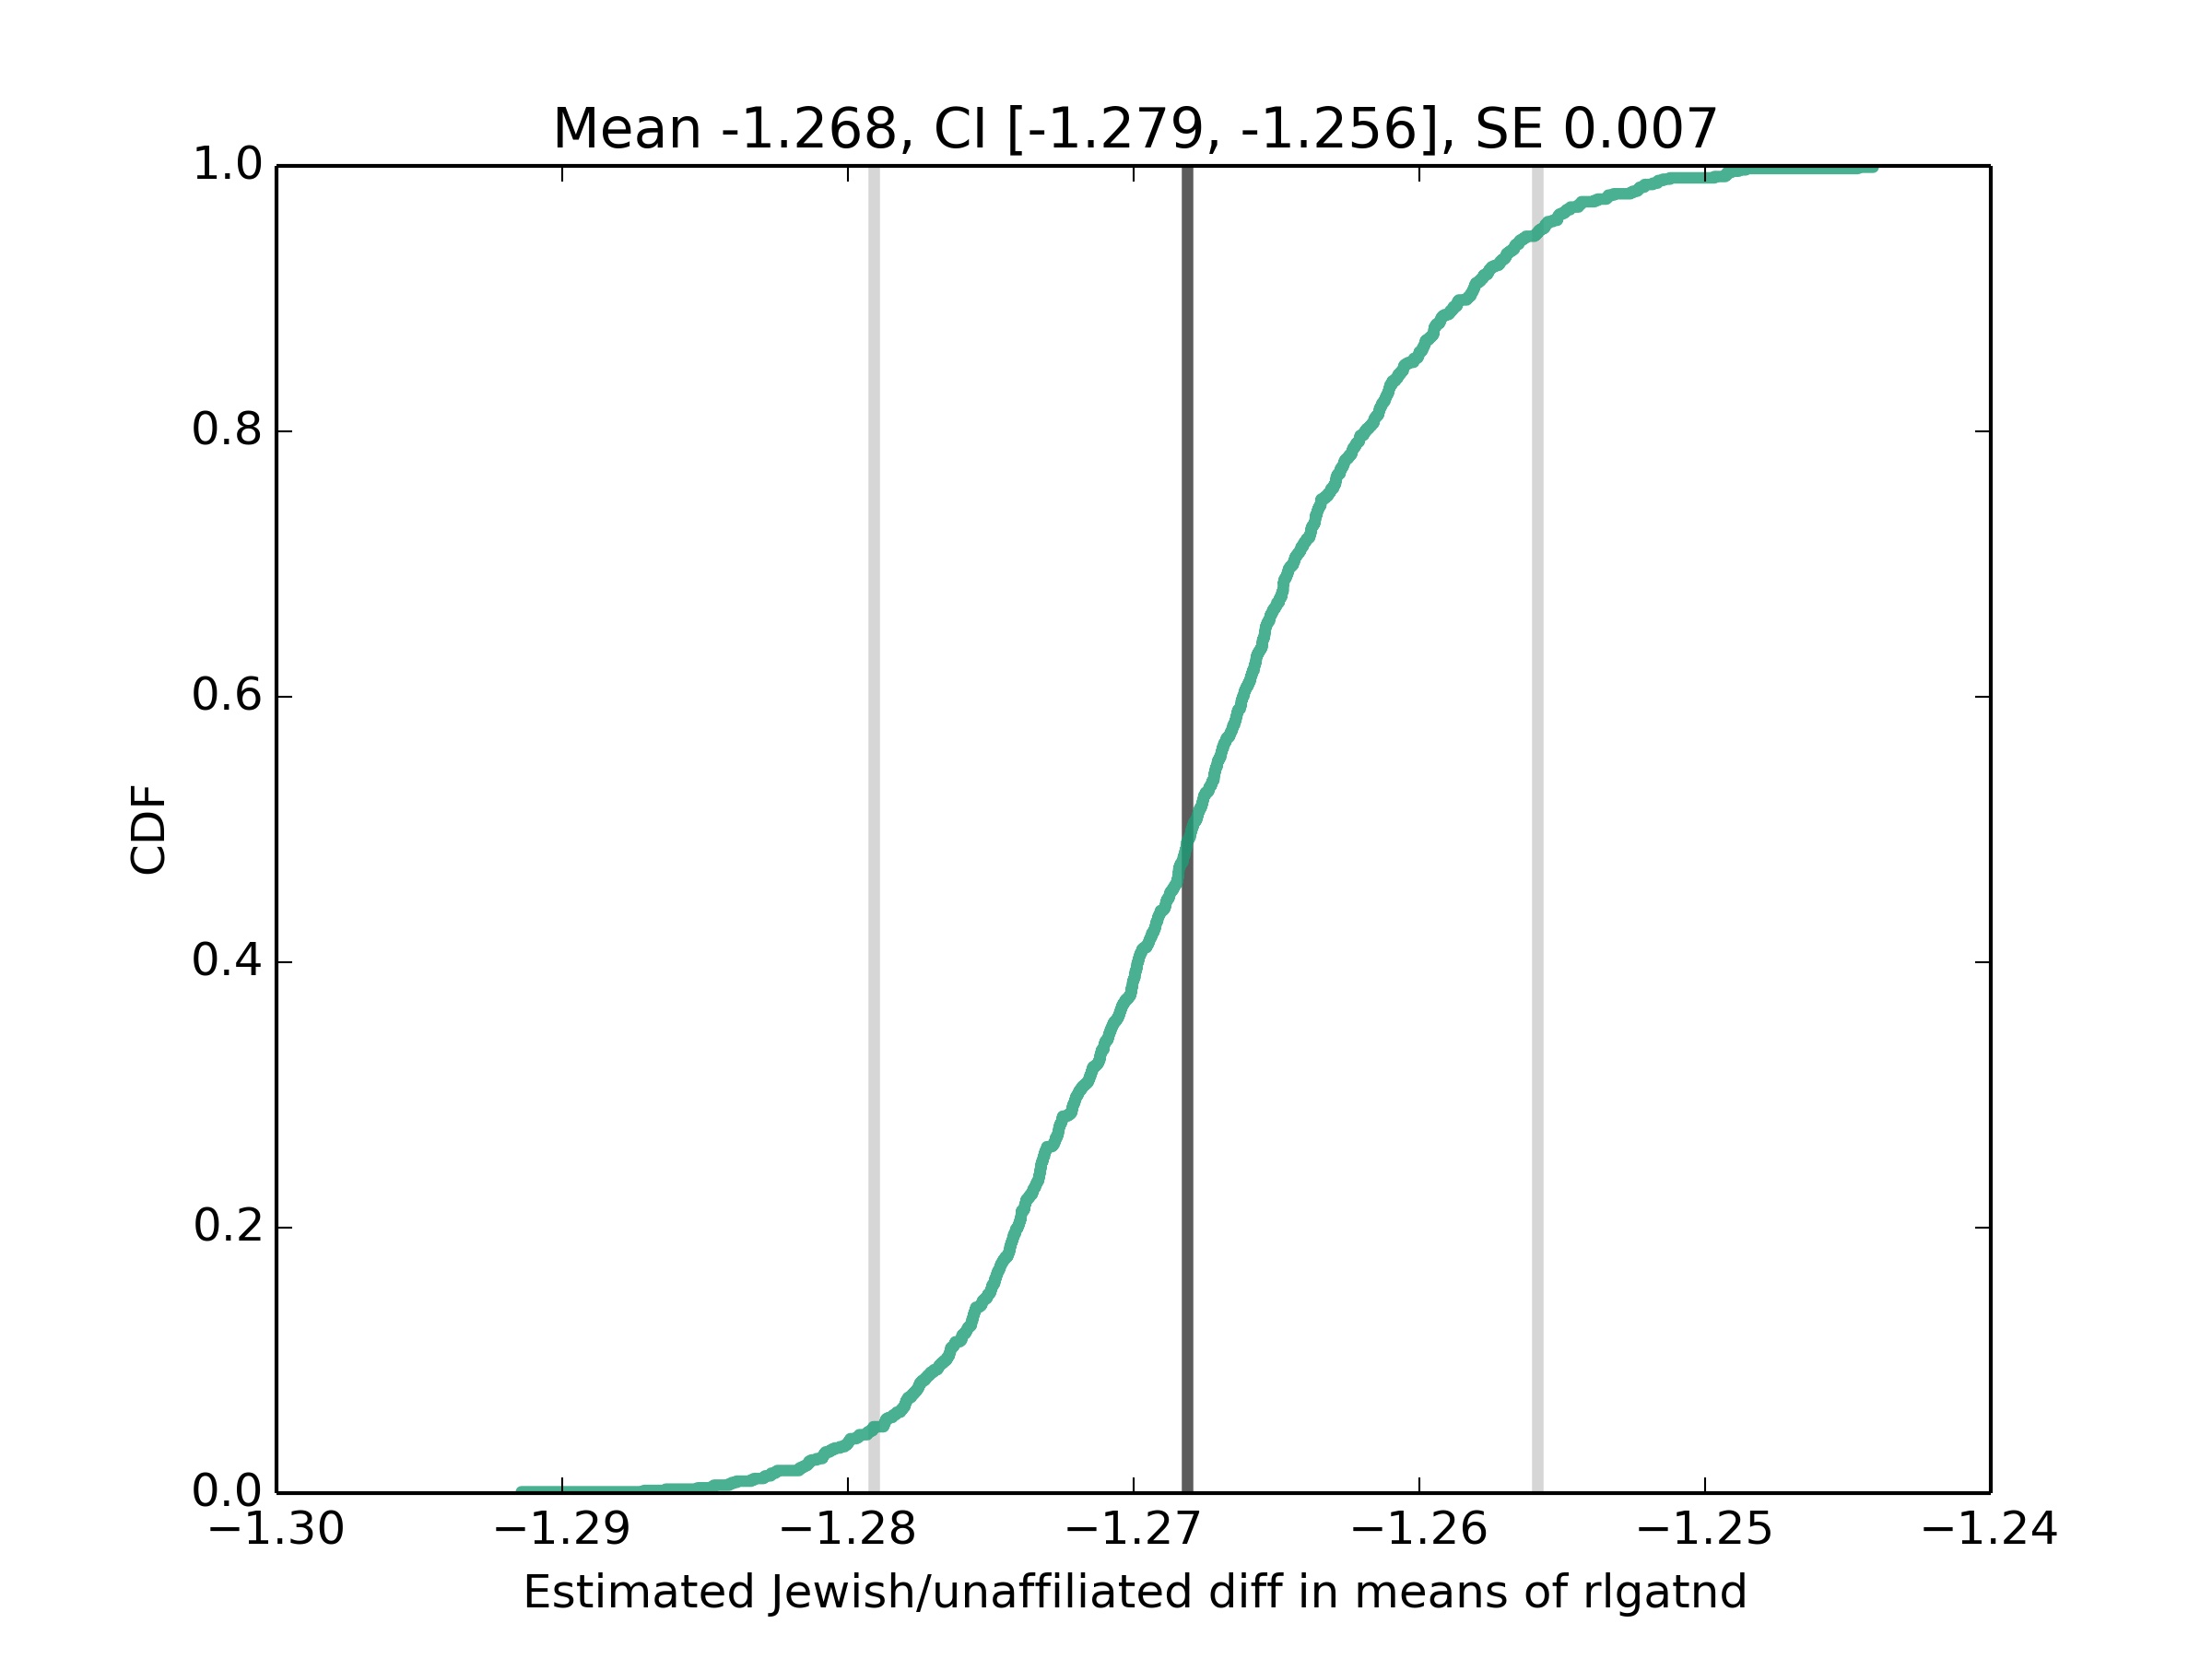 Mean -1.268, CI [-1.279, -1.256], SE 0.007
1.0
0.8
0.6
0.4
0.2
0.0
CDF
−1.30 −1.29 −1.28 −1.27 −1.26 −1.25 −1.24
Estimated Jewish/unaffiliated diff in means of rlgatnd